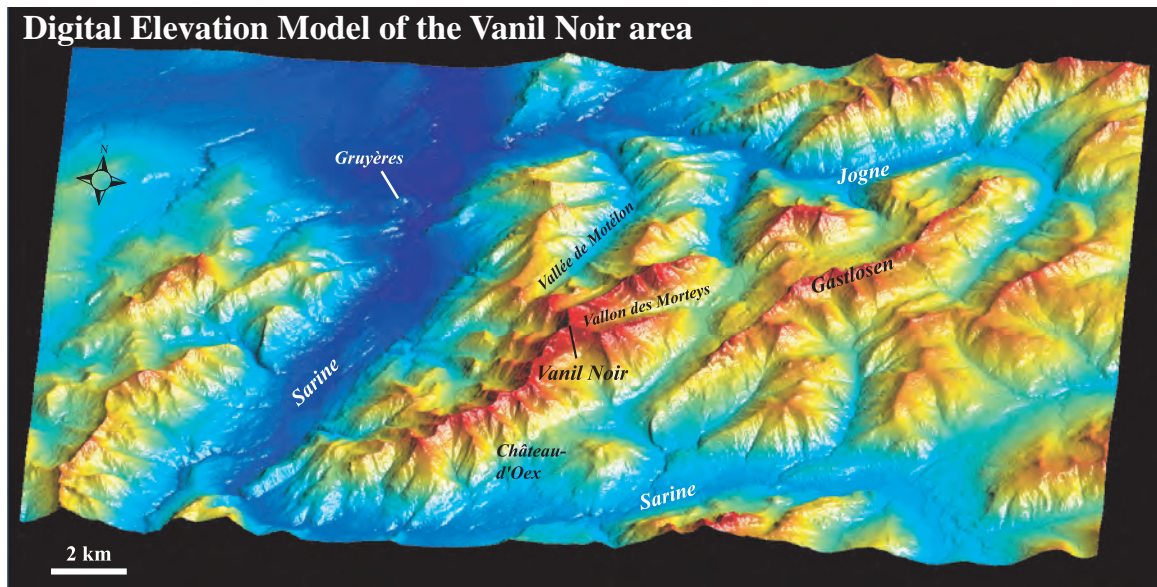 Digital Elevation Model of the Vanil Noir area
N
Gruyères
Jogne
Vallée de Motélon
Gastlosen
Vallon des Morteys
Vanil Noir
Sarine
Château-
d'Oex
Sarine
2 km